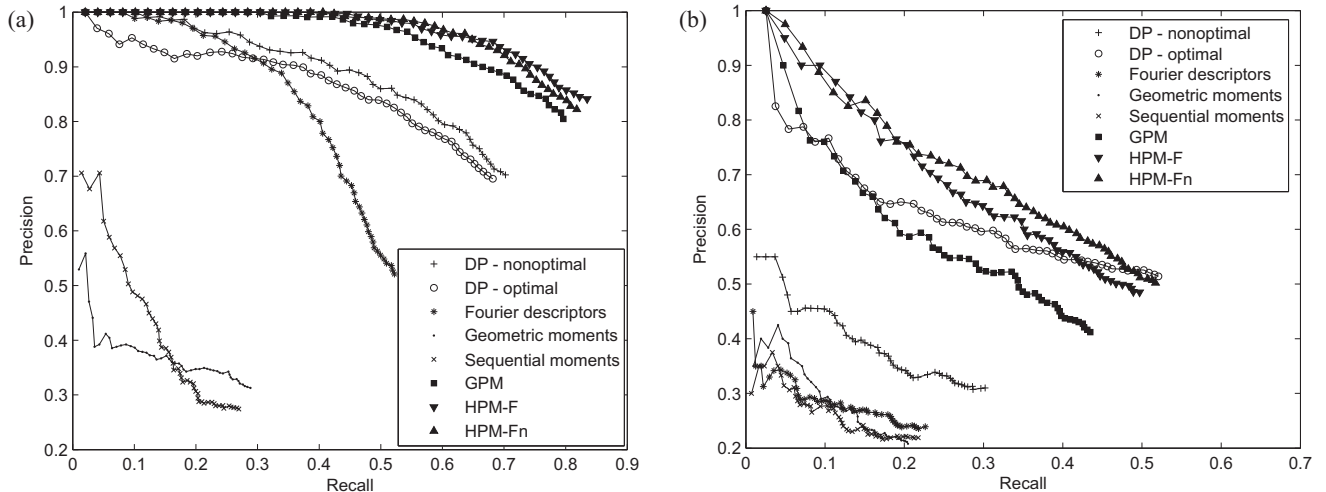 (a)
1
0.9
0.8
0.7
0.6
0.5
0.4
0.3
0.2
Precision
0 0.1 0.2 0.3 0.4 0.5 0.6 0.7 0.8 0.9
Recall
DP - nonoptimal
DP - optimal
Fourier descriptors
Geometric moments
Sequential moments
GPM
HPM-F
HPM-Fn
(b)
1
0.9
0.8
0.7
0.6
0.5
0.4
0.3
0.2
Precision
0 0.1 0.2 0.3 0.4 0.5 0.6 0.7
Recall
DP - nonoptimal
DP - optimal
Fourier descriptors
Geometric moments
Sequential moments
GPM
HPM-F
HPM-Fn